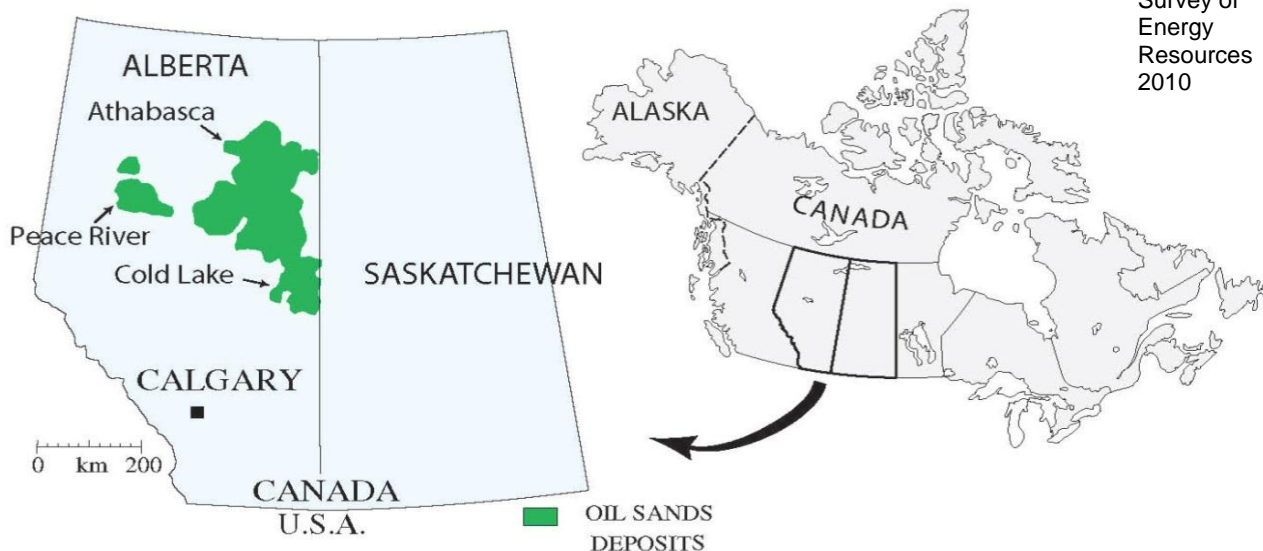 Survey of
Energy
Resources
2010
ALBERTA
Athabasca
Peace River
Cold Lake
SASKATCHEWAN
CALGARY
0 km 200
CANADA
U.S.A.
OIL SANDS
DEPOSITS
ALASKA
CANADA